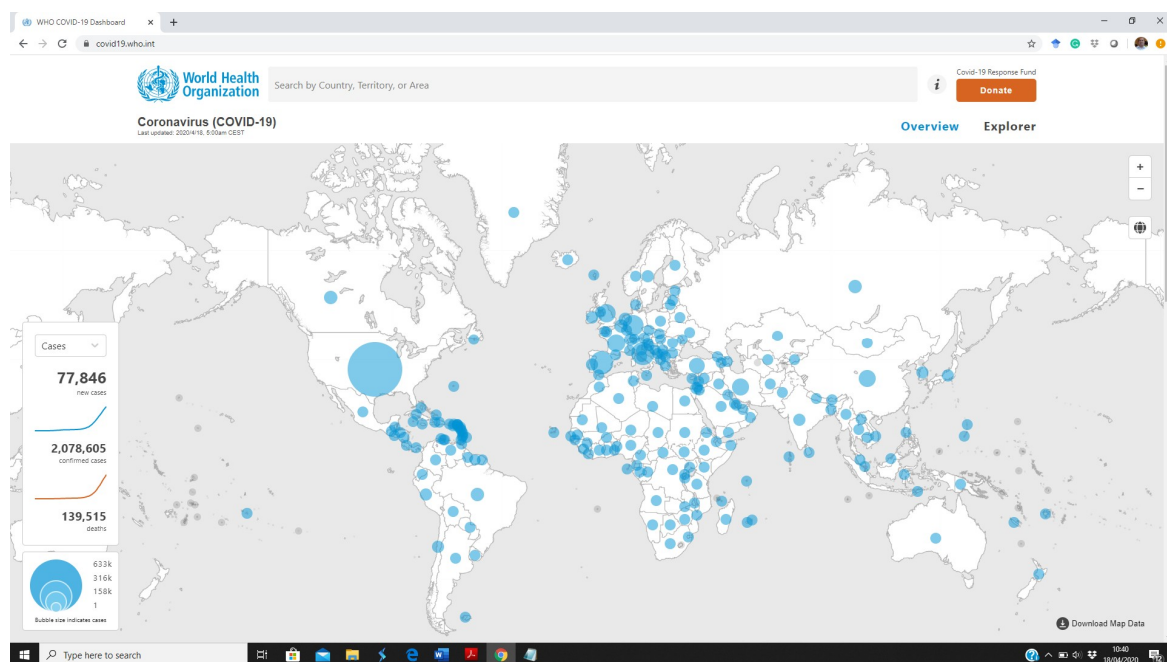 WHO COVID-19 Dashboard
covid19.who.int
World Health
Organization
Search by Country, Territory, or Area
i
Covid-19 Response Fund
Donate
Coronavirus (COVID-19)
Last updated: 2020/4/18, 5:00am CEST
Overview
Explorer
+
−
Cases
77,846
new cases
2,078,605
confirmed cases
139,515
deaths
633k
316k
158k
1
Bubble size indicates cases
Download Map Data
Type here to search
10:40
18/04/2020